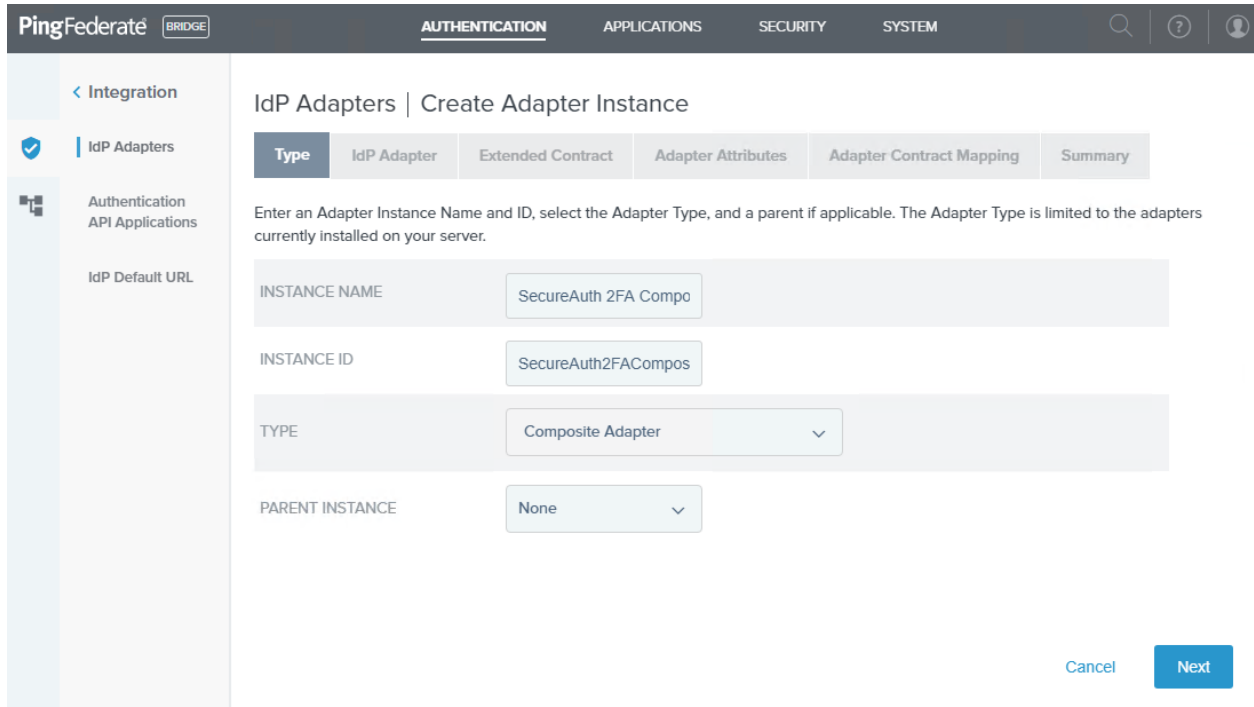 PingFederate BRIDGE
AUTHENTICATION APPLICATIONS SECURITY SYSTEM
Integration
IdP Adapters
Authentication
API Applications
IdP Default URL
IdP Adapters | Create Adapter Instance
Type IdP Adapter Extended Contract Adapter Attributes Adapter Contract Mapping Summary
Enter an Adapter Instance Name and ID, select the Adapter Type, and a parent if applicable. The Adapter Type is limited to the adapters
currently installed on your server.
INSTANCE NAME SecureAuth 2FA Compo
INSTANCE ID SecureAuth2FACompos
TYPE Composite Adapter
PARENT INSTANCE None
Cancel Next